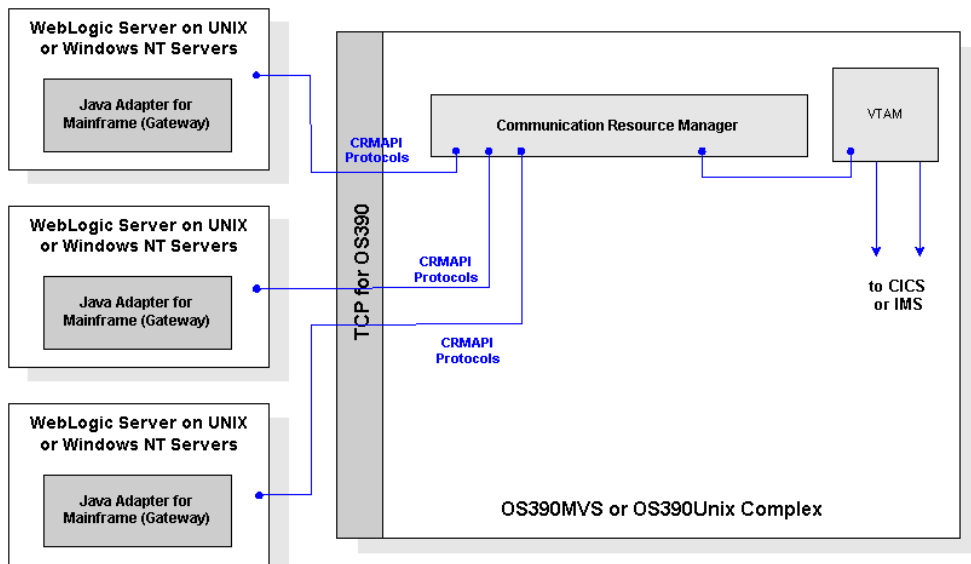 WebLogic Server on UNIX
or Windows NT Servers
Java Adapter for
Mainframe (Gateway)
WebLogic Server on UNIX
or Windows NT Servers
Java Adapter for
Mainframe (Gateway)
WebLogic Server on UNIX
or Windows NT Servers
Java Adapter for
Mainframe (Gateway)
CRMAPI
Protocols
CRMAPI
Protocols
CRMAPI
Protocols
TCP for OS390
Communication Resource Manager
VTAM
to CICS
or IMS
OS390MVS or OS390Unix Complex